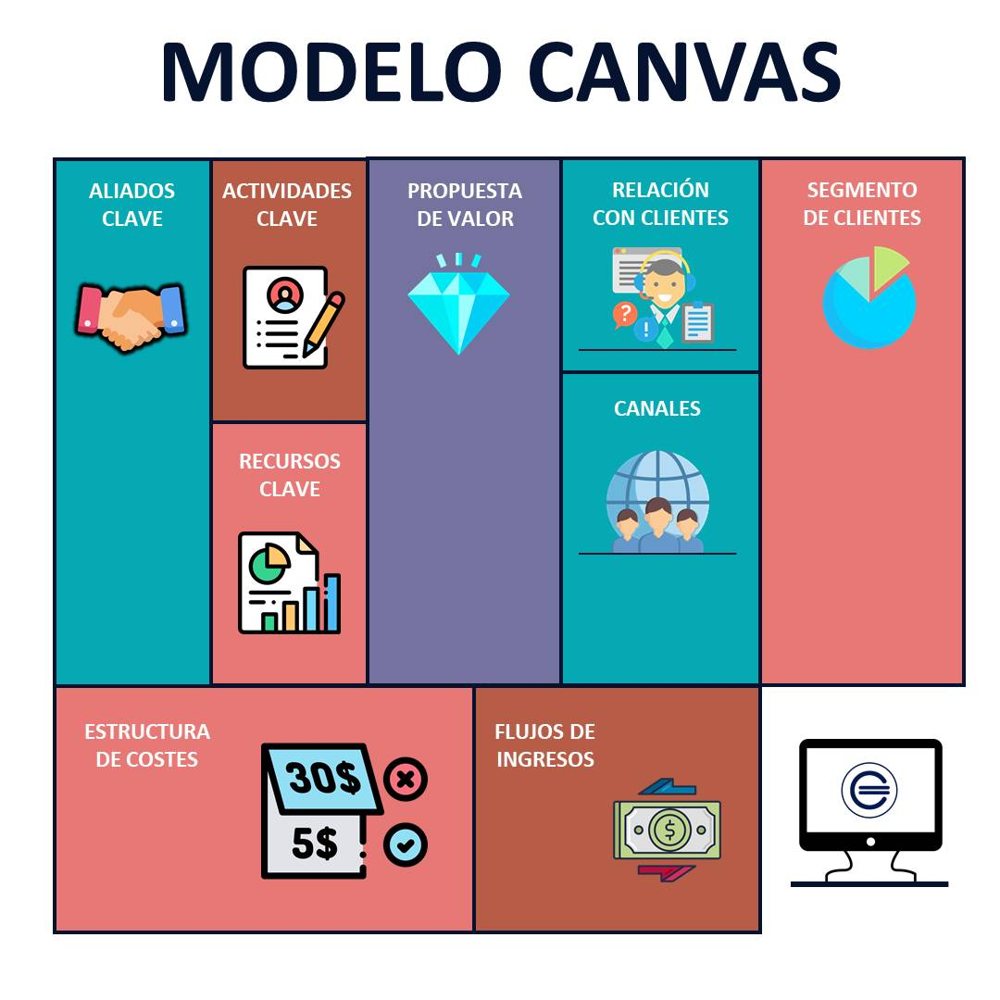 MODELO CANVAS
ALIADOS
CLAVE
ACTIVIDADES
CLAVE
PROPUESTA
DE VALOR
RELACIÓN
CON CLIENTES
SEGMENTO
DE CLIENTES
?
!
CANALES
RECURSOS
CLAVE
ESTRUCTURA
DE COSTES
30$
5$
FLUJOS DE
INGRESOS
$